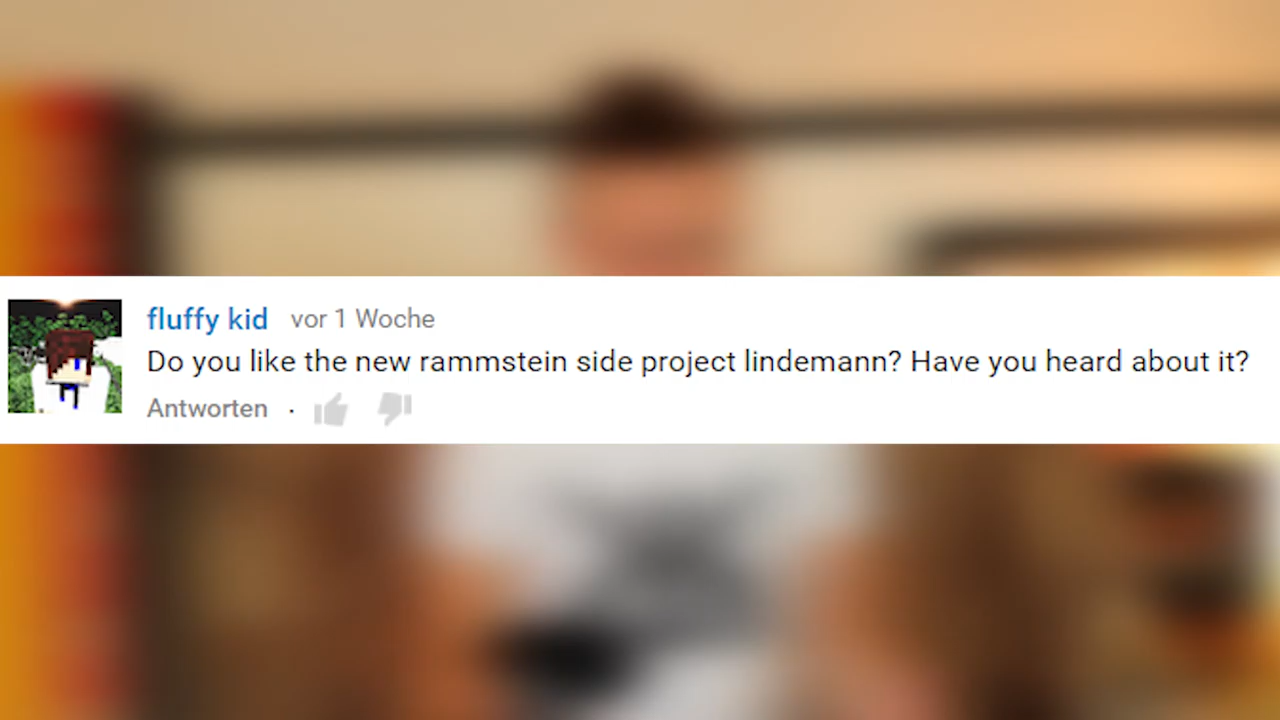 fluffy kid vor 1 Woche
Do you like the new rammstein side project lindemann? Have you heard about it?
Antworten ·